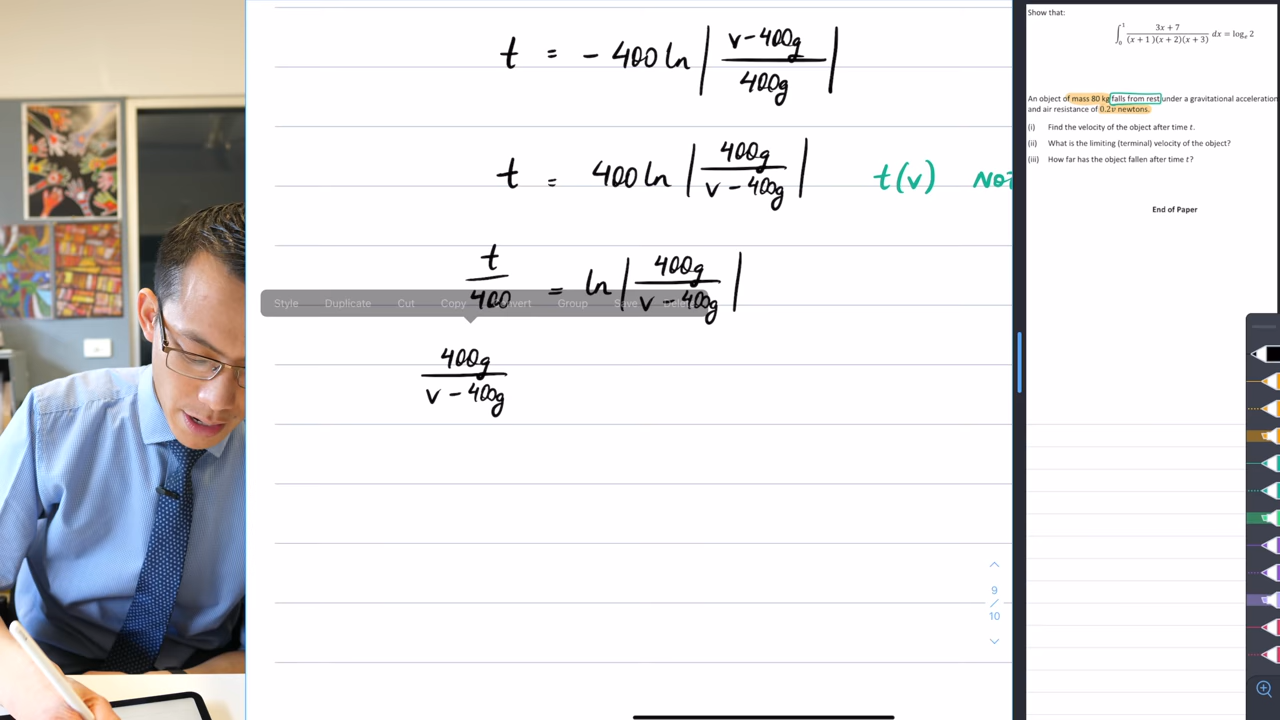 t = - 400 ln | v - 400g / 400g |
t = 400 ln | 400g / v - 400g | t(v)
t / 400 = ln | 400g / v - 400g |
Style Duplicate Cut Copy Convert Group Save Delete
400g / v - 400g
9
/
10
Show that:
∫₀¹ 3x + 7 / (x + 1)(x + 2)(x + 3) dx = logₑ 2
An object of mass 80 kg falls from rest under a gravitational acceleration
and air resistance of 0.2v newtons.
(i) Find the velocity of the object after time t.
(ii) What is the limiting (terminal) velocity of the object?
(iii) How far has the object fallen after time t?
End of Paper